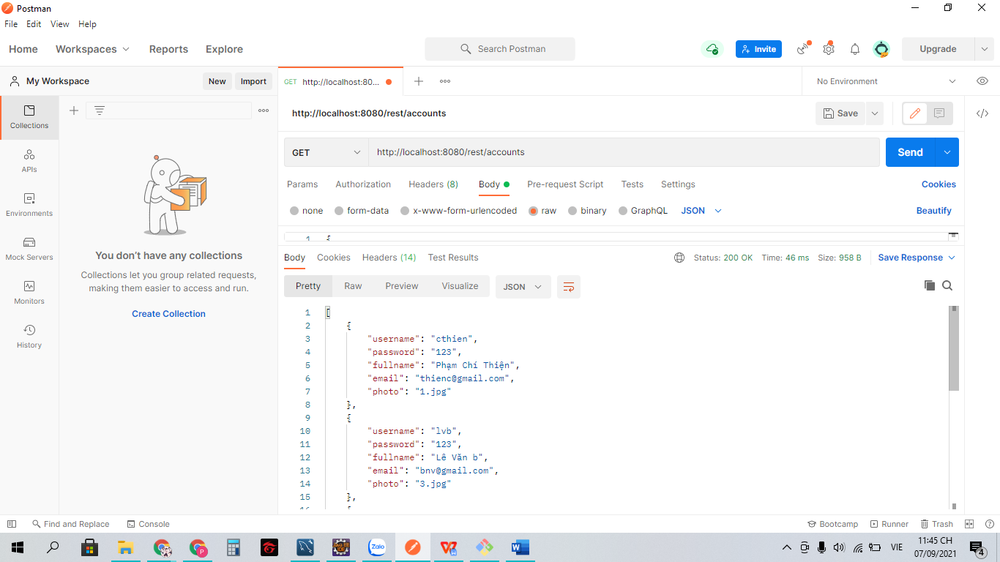 Postman
File Edit View Help
Home Workspaces Reports Explore Search Postman Invite Upgrade
My Workspace New Import GET http://localhost:80... No Environment
http://localhost:8080/rest/accounts Save
Collections
APIs
Environments
Mock Servers
Monitors
History
You don't have any collections
Collections let you group related requests,
making them easier to access and run.
Create Collection
GET http://localhost:8080/rest/accounts Send
Params Authorization Headers (8) Body Pre-request Script Tests Settings Cookies
none form-data x-www-form-urlencoded raw binary GraphQL JSON Beautify
1 {
Body Cookies Headers (14) Test Results Status: 200 OK Time: 46 ms Size: 958 B Save Response
Pretty Raw Preview Visualize JSON
1 [
2 {
3 "username": "cthien",
4 "password": "123",
5 "fullname": "Phạm Chí Thiện",
6 "email": "thienc@gmail.com",
7 "photo": "1.jpg"
8 },
9 {
10 "username": "lvb",
11 "password": "123",
12 "fullname": "Lê Văn b",
13 "email": "bnv@gmail.com",
14 "photo": "3.jpg"
15 },
16 {
Find and Replace Console Bootcamp Runner Trash
Zalo VIE 11:45 CH
07/09/2021 4